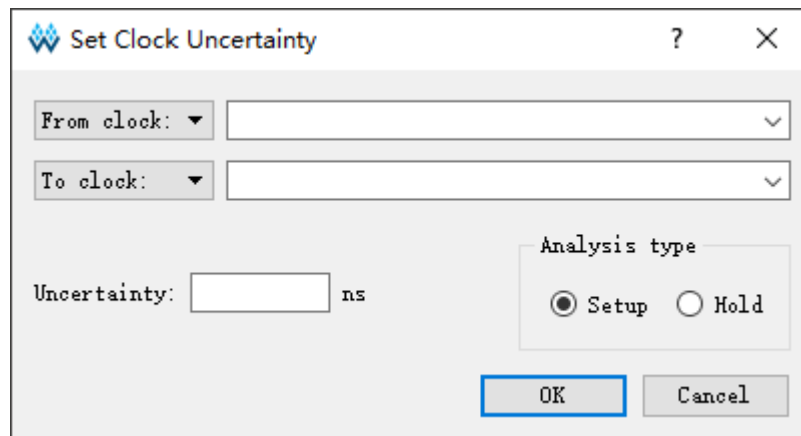 Set Clock Uncertainty ?
From clock:
To clock:
Analysis type
Uncertainty: ns
Setup Hold
OK Cancel